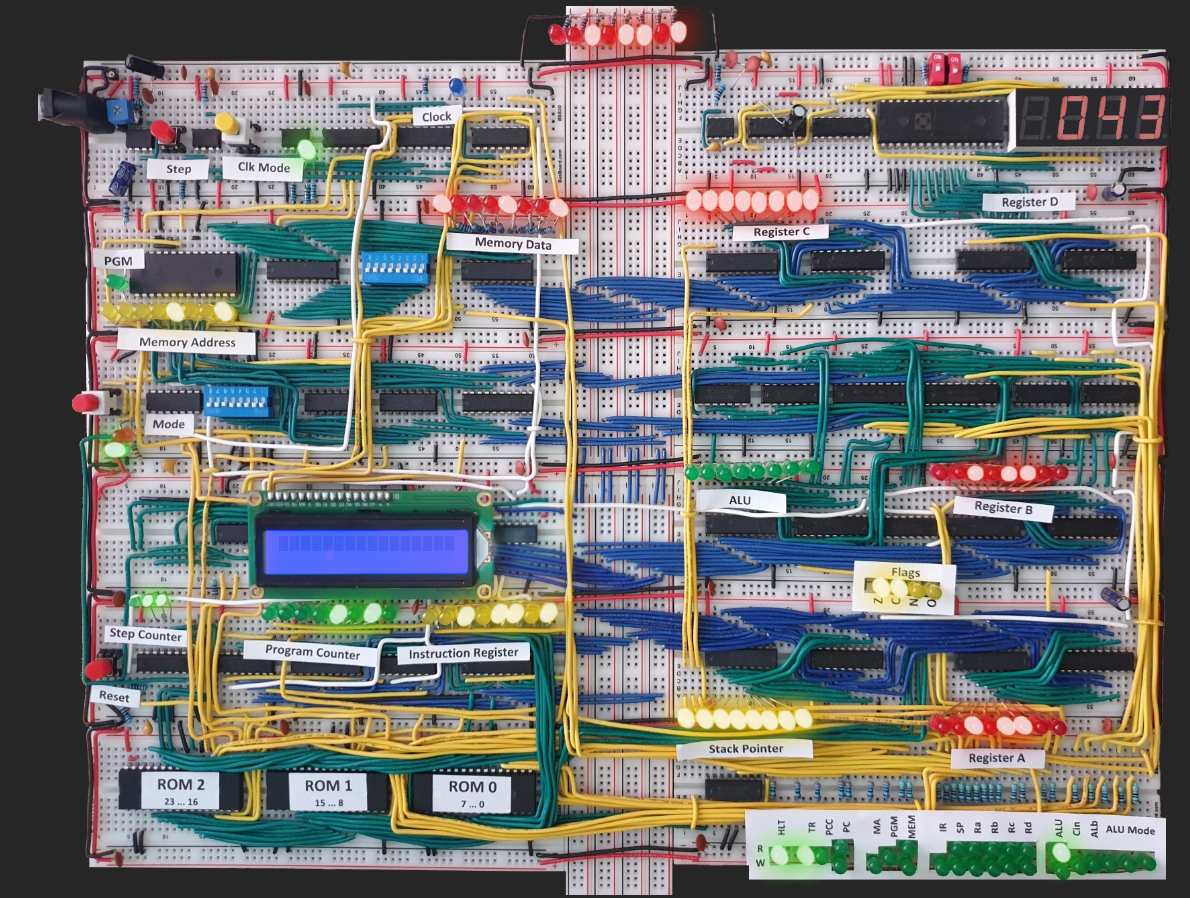 043
Clock
Step
Clk Mode
Register D
Register C
Memory Data
PGM
Memory Address
Mode
ALU
Register B
Flags
Z
C
N
O
Step Counter
Program Counter
Instruction Register
Reset
Stack Pointer
Register A
ROM 2
23 ... 16
ROM 1
15 ... 8
ROM 0
7 ... 0
HLT
TR
PCC
PC
MA
PGM
MEM
IR
SP
Ra
Rb
Rc
Rd
ALU
Cin
ALb
ALU Mode
R
W